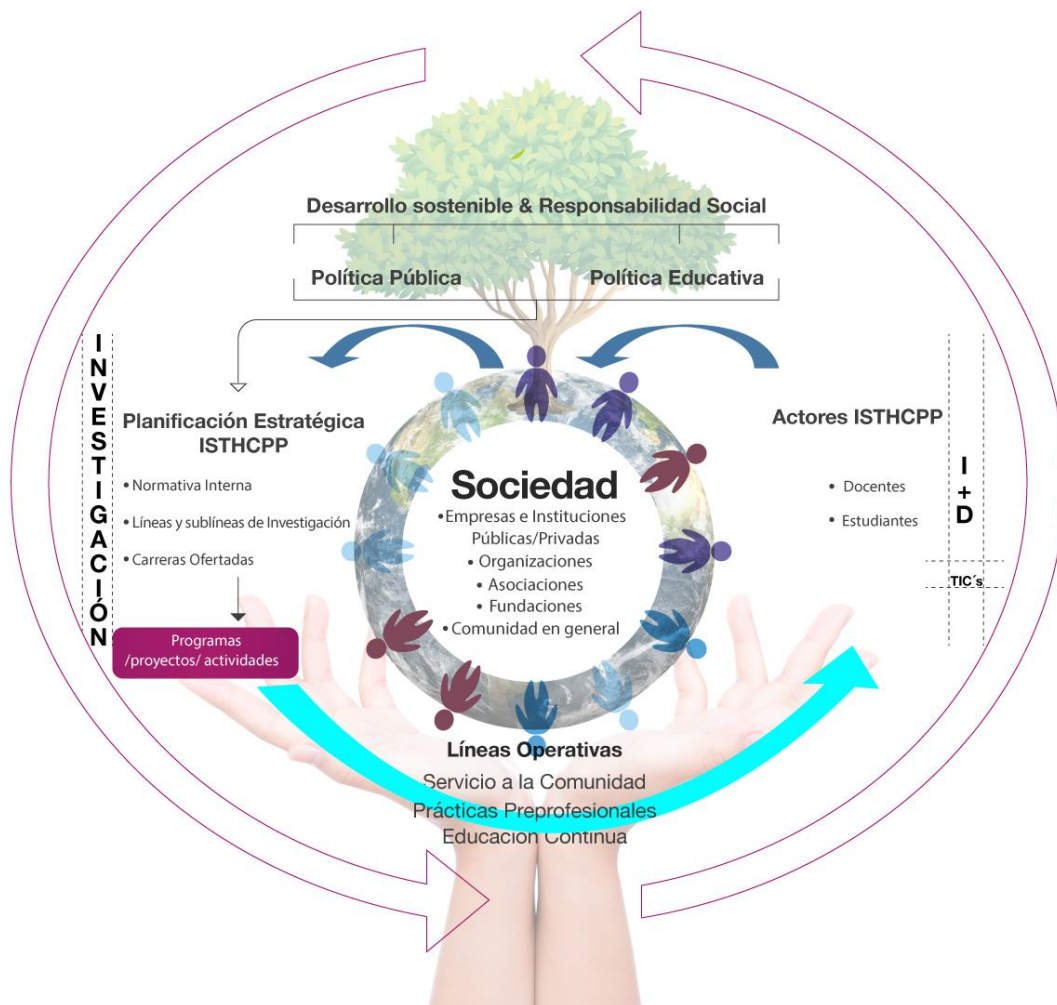 Desarrollo sostenible & Responsabilidad Social
Política Pública
Política Educativa
INVESTIGACIÓN
Planificación Estratégica
ISTHCPP
• Normativa Interna
• Líneas y sublíneas de Investigación
• Carreras Ofertadas
Programas
/proyectos/ actividades
Sociedad
• Empresas e Instituciones
Públicas/Privadas
• Organizaciones
• Asociaciones
• Fundaciones
• Comunidad en general
Actores ISTHCPP
• Docentes
• Estudiantes
I+D
TIC´s
Líneas Operativas
Servicio a la Comunidad
Prácticas Preprofesionales
Educación Continua